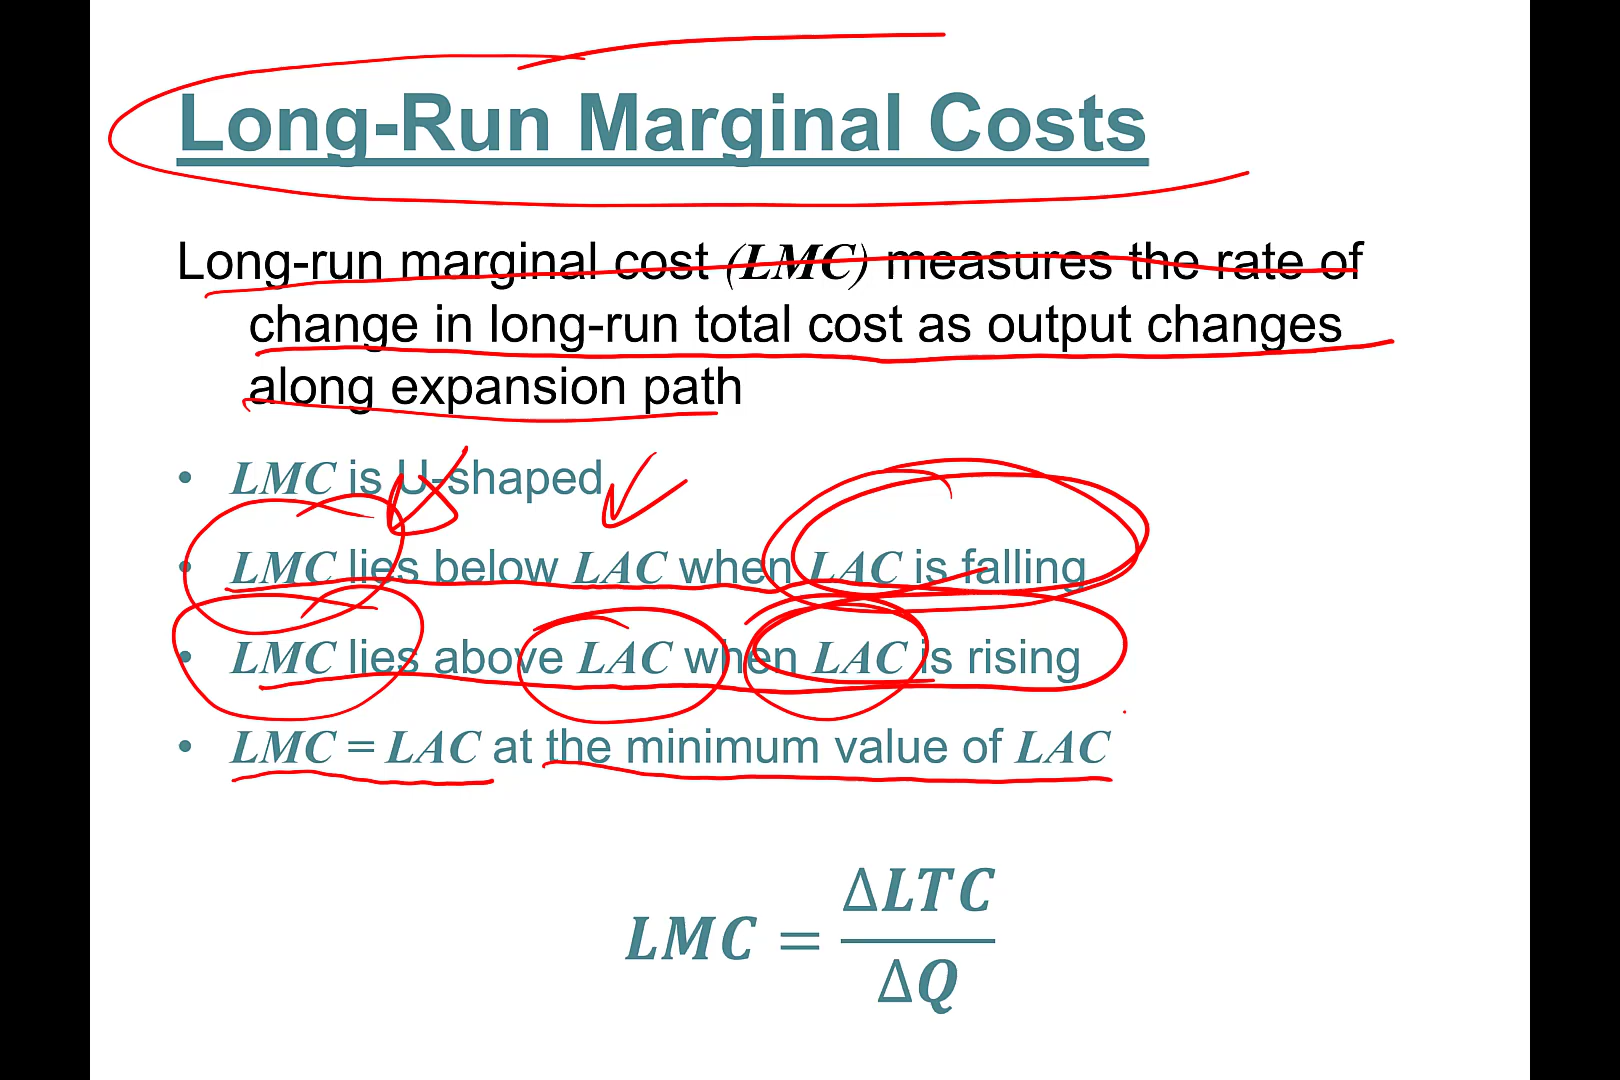 Long-Run Marginal Costs
Long-run marginal cost (LMC) measures the rate of
change in long-run total cost as output changes
along expansion path
• LMC is U-shaped
• LMC lies below LAC when LAC is falling
• LMC lies above LAC when LAC is rising
• LMC = LAC at the minimum value of LAC
LMC = ΔLTC / ΔQ